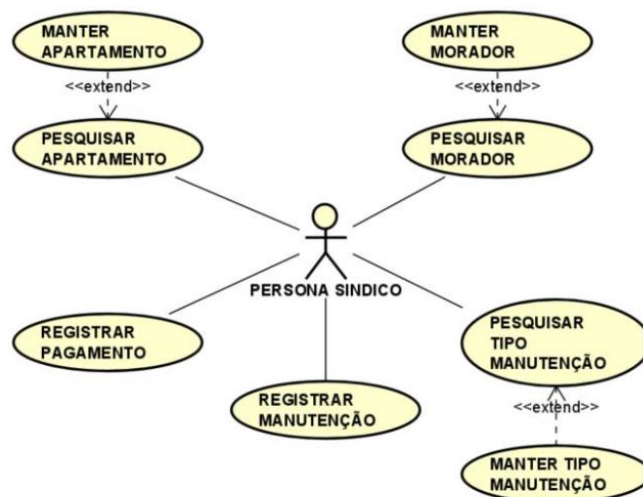 MANTER
APARTAMENTO
MANTER
MORADOR
<<extend>>
<<extend>>
PESQUISAR
APARTAMENTO
PESQUISAR
MORADOR
PERSONA SINDICO
REGISTRAR
PAGAMENTO
PESQUISAR
TIPO
MANUTENÇÃO
REGISTRAR
MANUTENÇÃO
<<extend>>
MANTER TIPO
MANUTENÇÃO